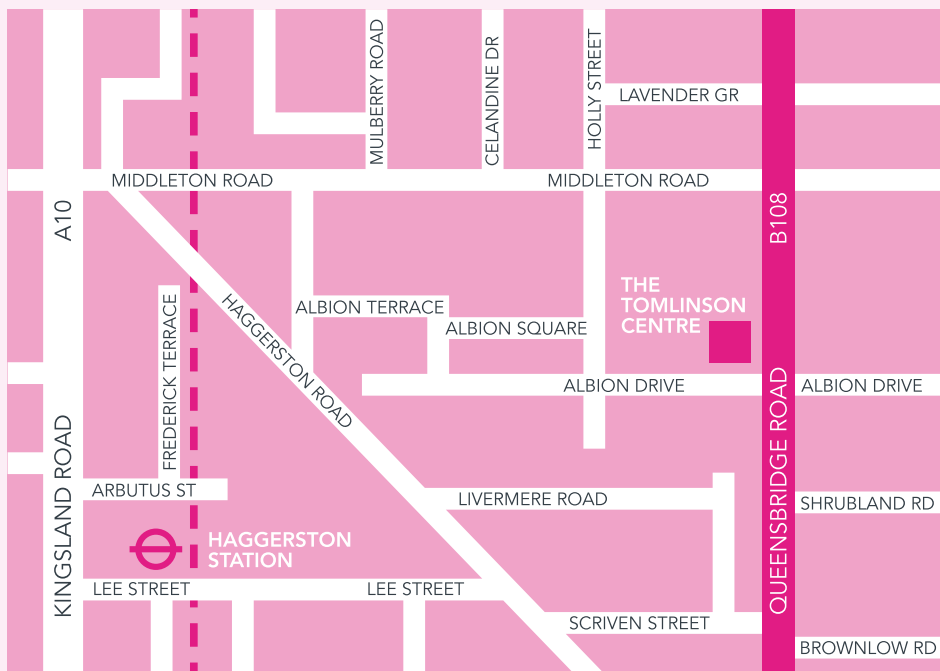 MULBERRY ROAD
CELANDINE DR
HOLLY STREET
LAVENDER GR
MIDDLETON ROAD
MIDDLETON ROAD
A10
B108
THE
TOMLINSON
CENTRE
FREDERICK TERRACE
HAGGERSTON ROAD
ALBION TERRACE
ALBION SQUARE
ALBION DRIVE
ALBION DRIVE
KINGSLAND ROAD
QUEENSBRIDGE ROAD
ARBUTUS ST
LIVERMERE ROAD
SHRUBLAND RD
HAGGERSTON
STATION
LEE STREET
LEE STREET
SCRIVEN STREET
BROWNLOW RD